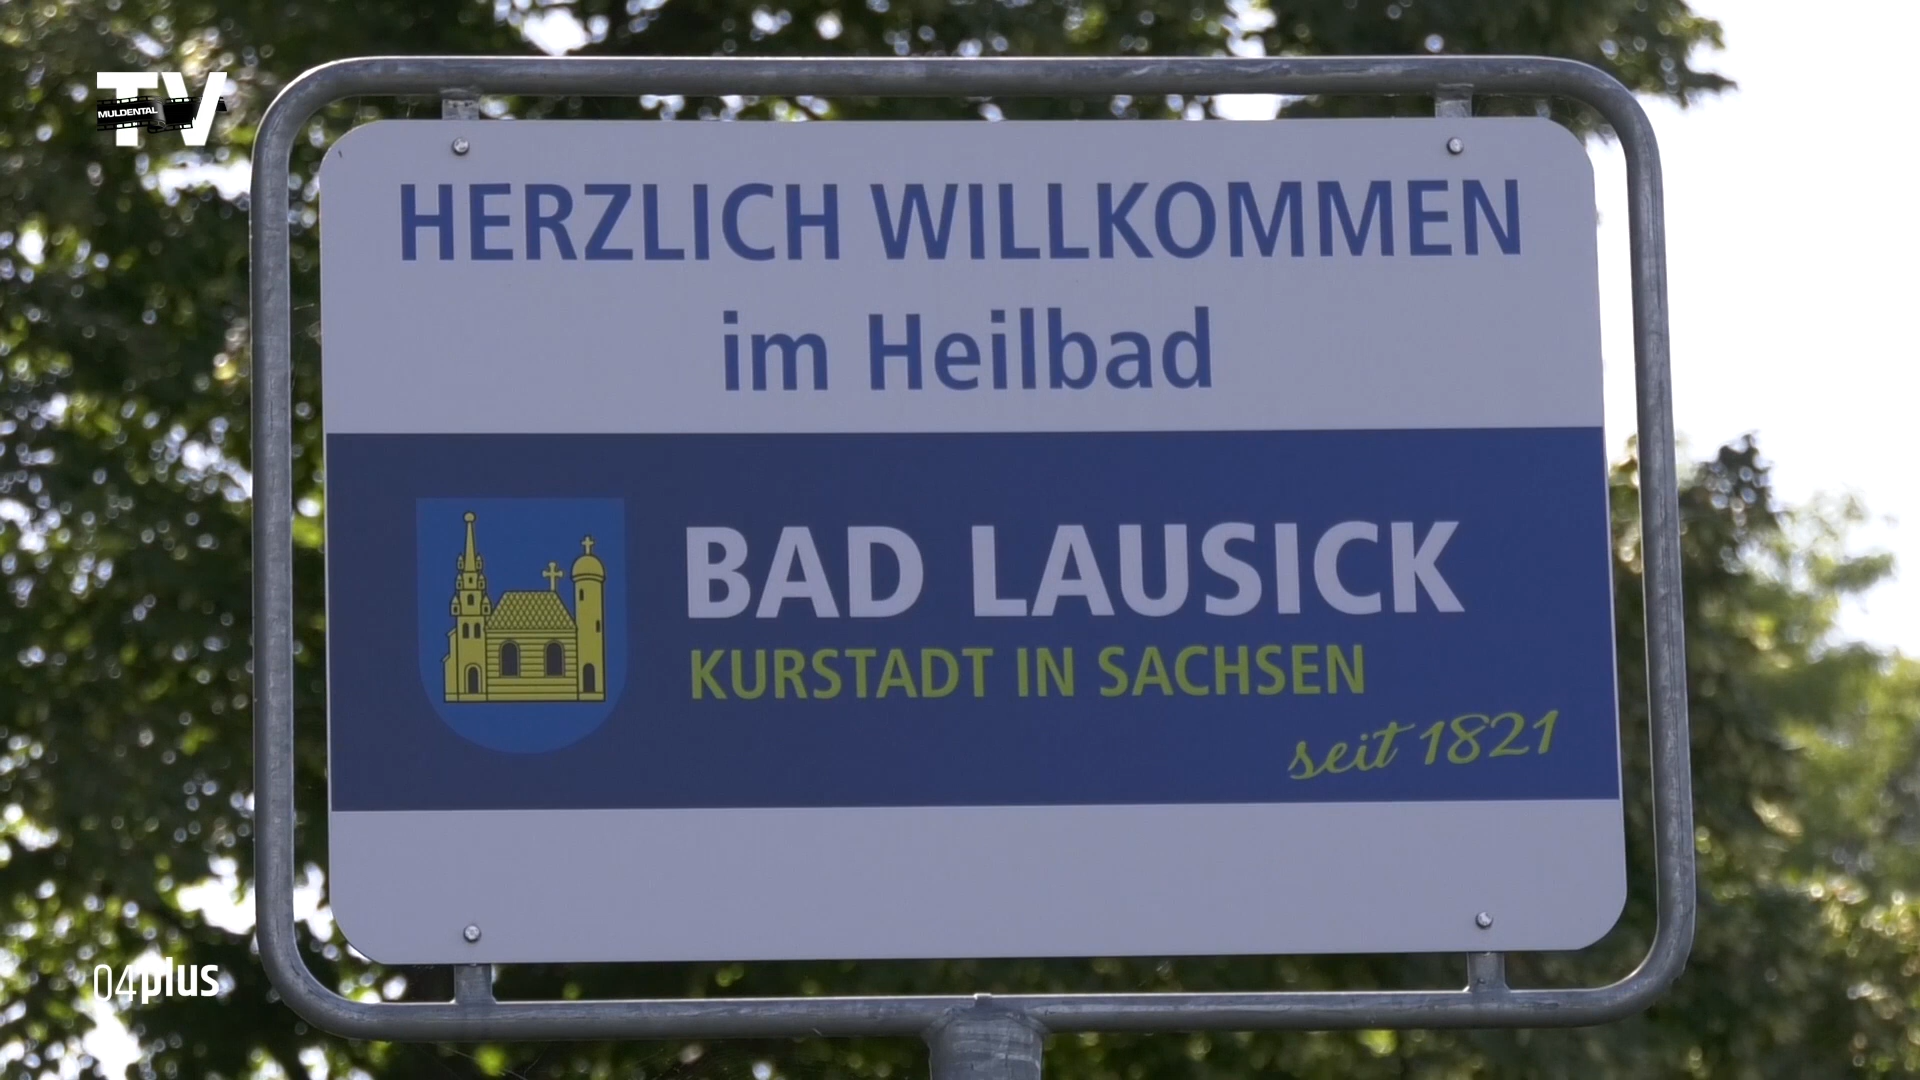 TV
MULDENTAL
HERZLICH WILLKOMMEN
im Heilbad
BAD LAUSICK
KURSTADT IN SACHSEN
seit 1821
04plus